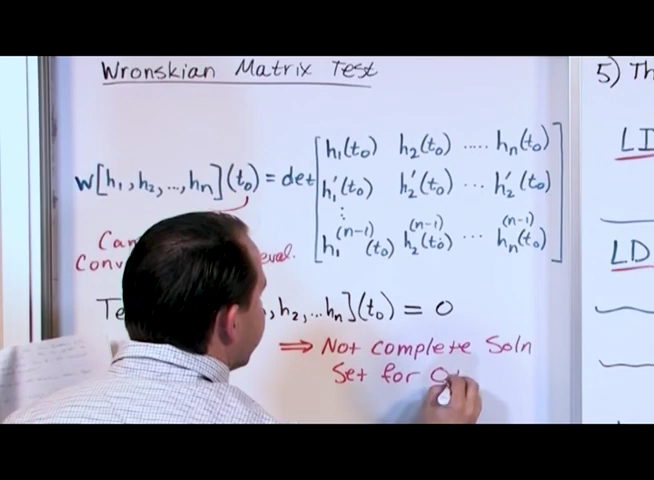 Wronskian Matrix Test
5) Th
w[h₁, h₂, ..., hn](t₀) = det
h₁(t₀) h₂(t₀) ..... hn(t₀)
h₁'(t₀) h₂'(t₀) ... h₂'(t₀)
h₁⁽ⁿ⁻¹⁾(t₀) h₂⁽ⁿ⁻¹⁾(t₀) ... hn⁽ⁿ⁻¹⁾(t₀)
LI
LD
, h₂, ... hn](t₀) = 0
⇒ Not complete Soln
Set for